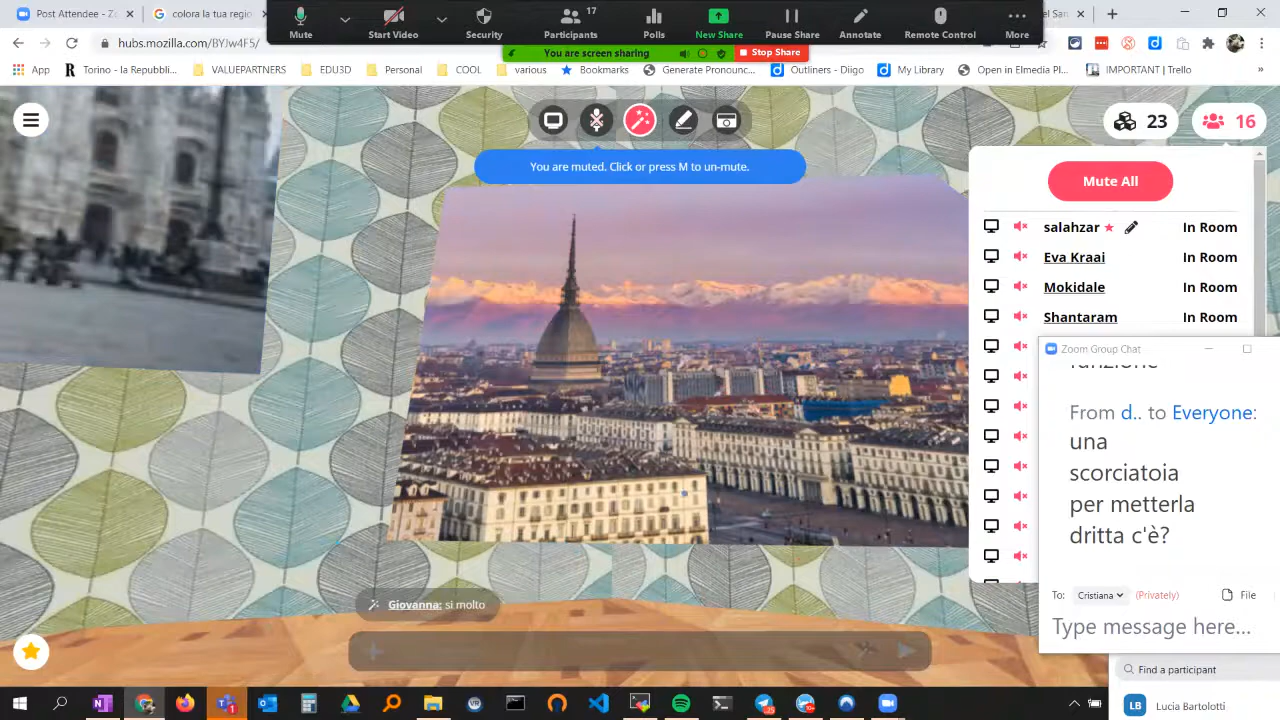 Post Attendee - Zo
colora la tua regio
el San
Mute
Start Video
Security
17
Participants
Polls
New Share
Pause Share
Annotate
Remote Control
More
You are screen sharing
Stop Share
hubs.mozilla.com/BYJw4F5/
App
Torino - la Repubbli...
VALUEPARTNERS
EDU3D
Personal
COOL
various
Bookmarks
Generate Pronounc...
Outliners - Diigo
My Library
Open in Elmedia Pl...
IMPORTANT | Trello
»
23
16
You are muted. Click or press M to un-mute.
Mute All
salahzar ★ In Room
Eva Kraai In Room
Mokidale In Room
Shantaram In Room
Zoom Group Chat
funzione
From d.. to Everyone:
una
scorciatoia
per metterla
dritta c'è?
Giovanna: si molto
To: Cristiana (Privately) File
Type message here...
Find a participant
LB Lucia Bartolotti